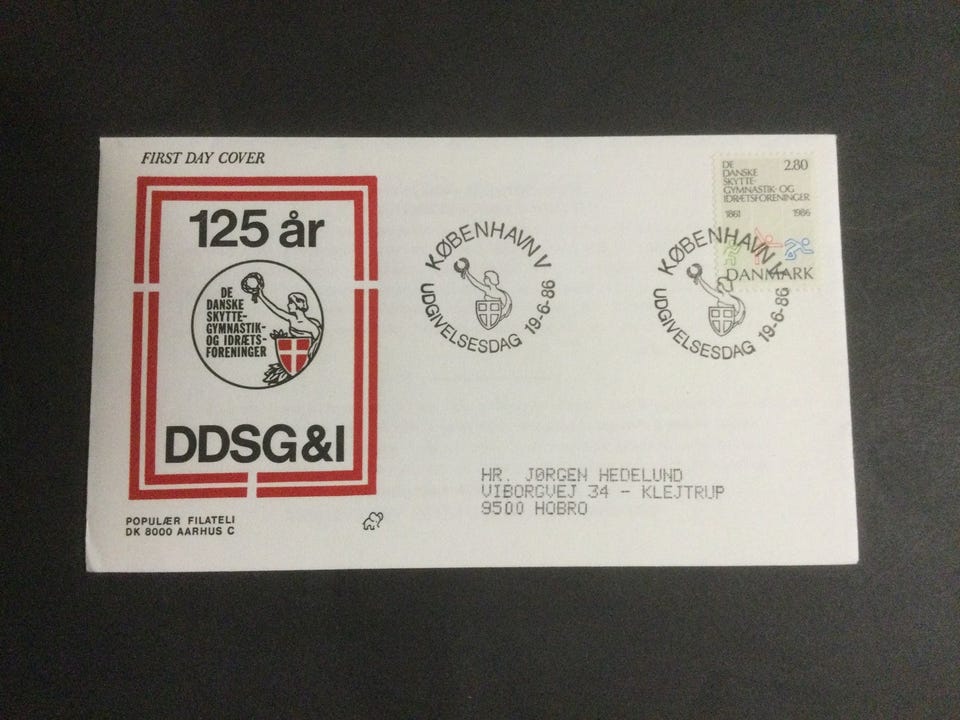 FIRST DAY COVER
125 år
DE
DANSKE
SKYTTE-
GYMNASTIK-
OG IDRÆTS-
FORENINGER
DDSG&I
POPULÆR FILATELI
DK 8000 AARHUS C
KØBENHAVN V
UDGIVELSESDAG 19-6-86
DE
DANSKE
SKYTTE-
GYMNASTIK- OG
IDRÆTSFORENINGER
2.80
1861 1986
DANMARK
KØBENHAVN V
UDGIVELSESDAG 19-6-86
HR. JØRGEN HEDELUND
VIBORGVEJ 34 - KLEJTRUP
9500 HOBRO